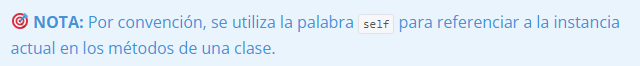 🎯 NOTA: Por convención, se utiliza la palabra self para referenciar a la instancia
actual en los métodos de una clase.